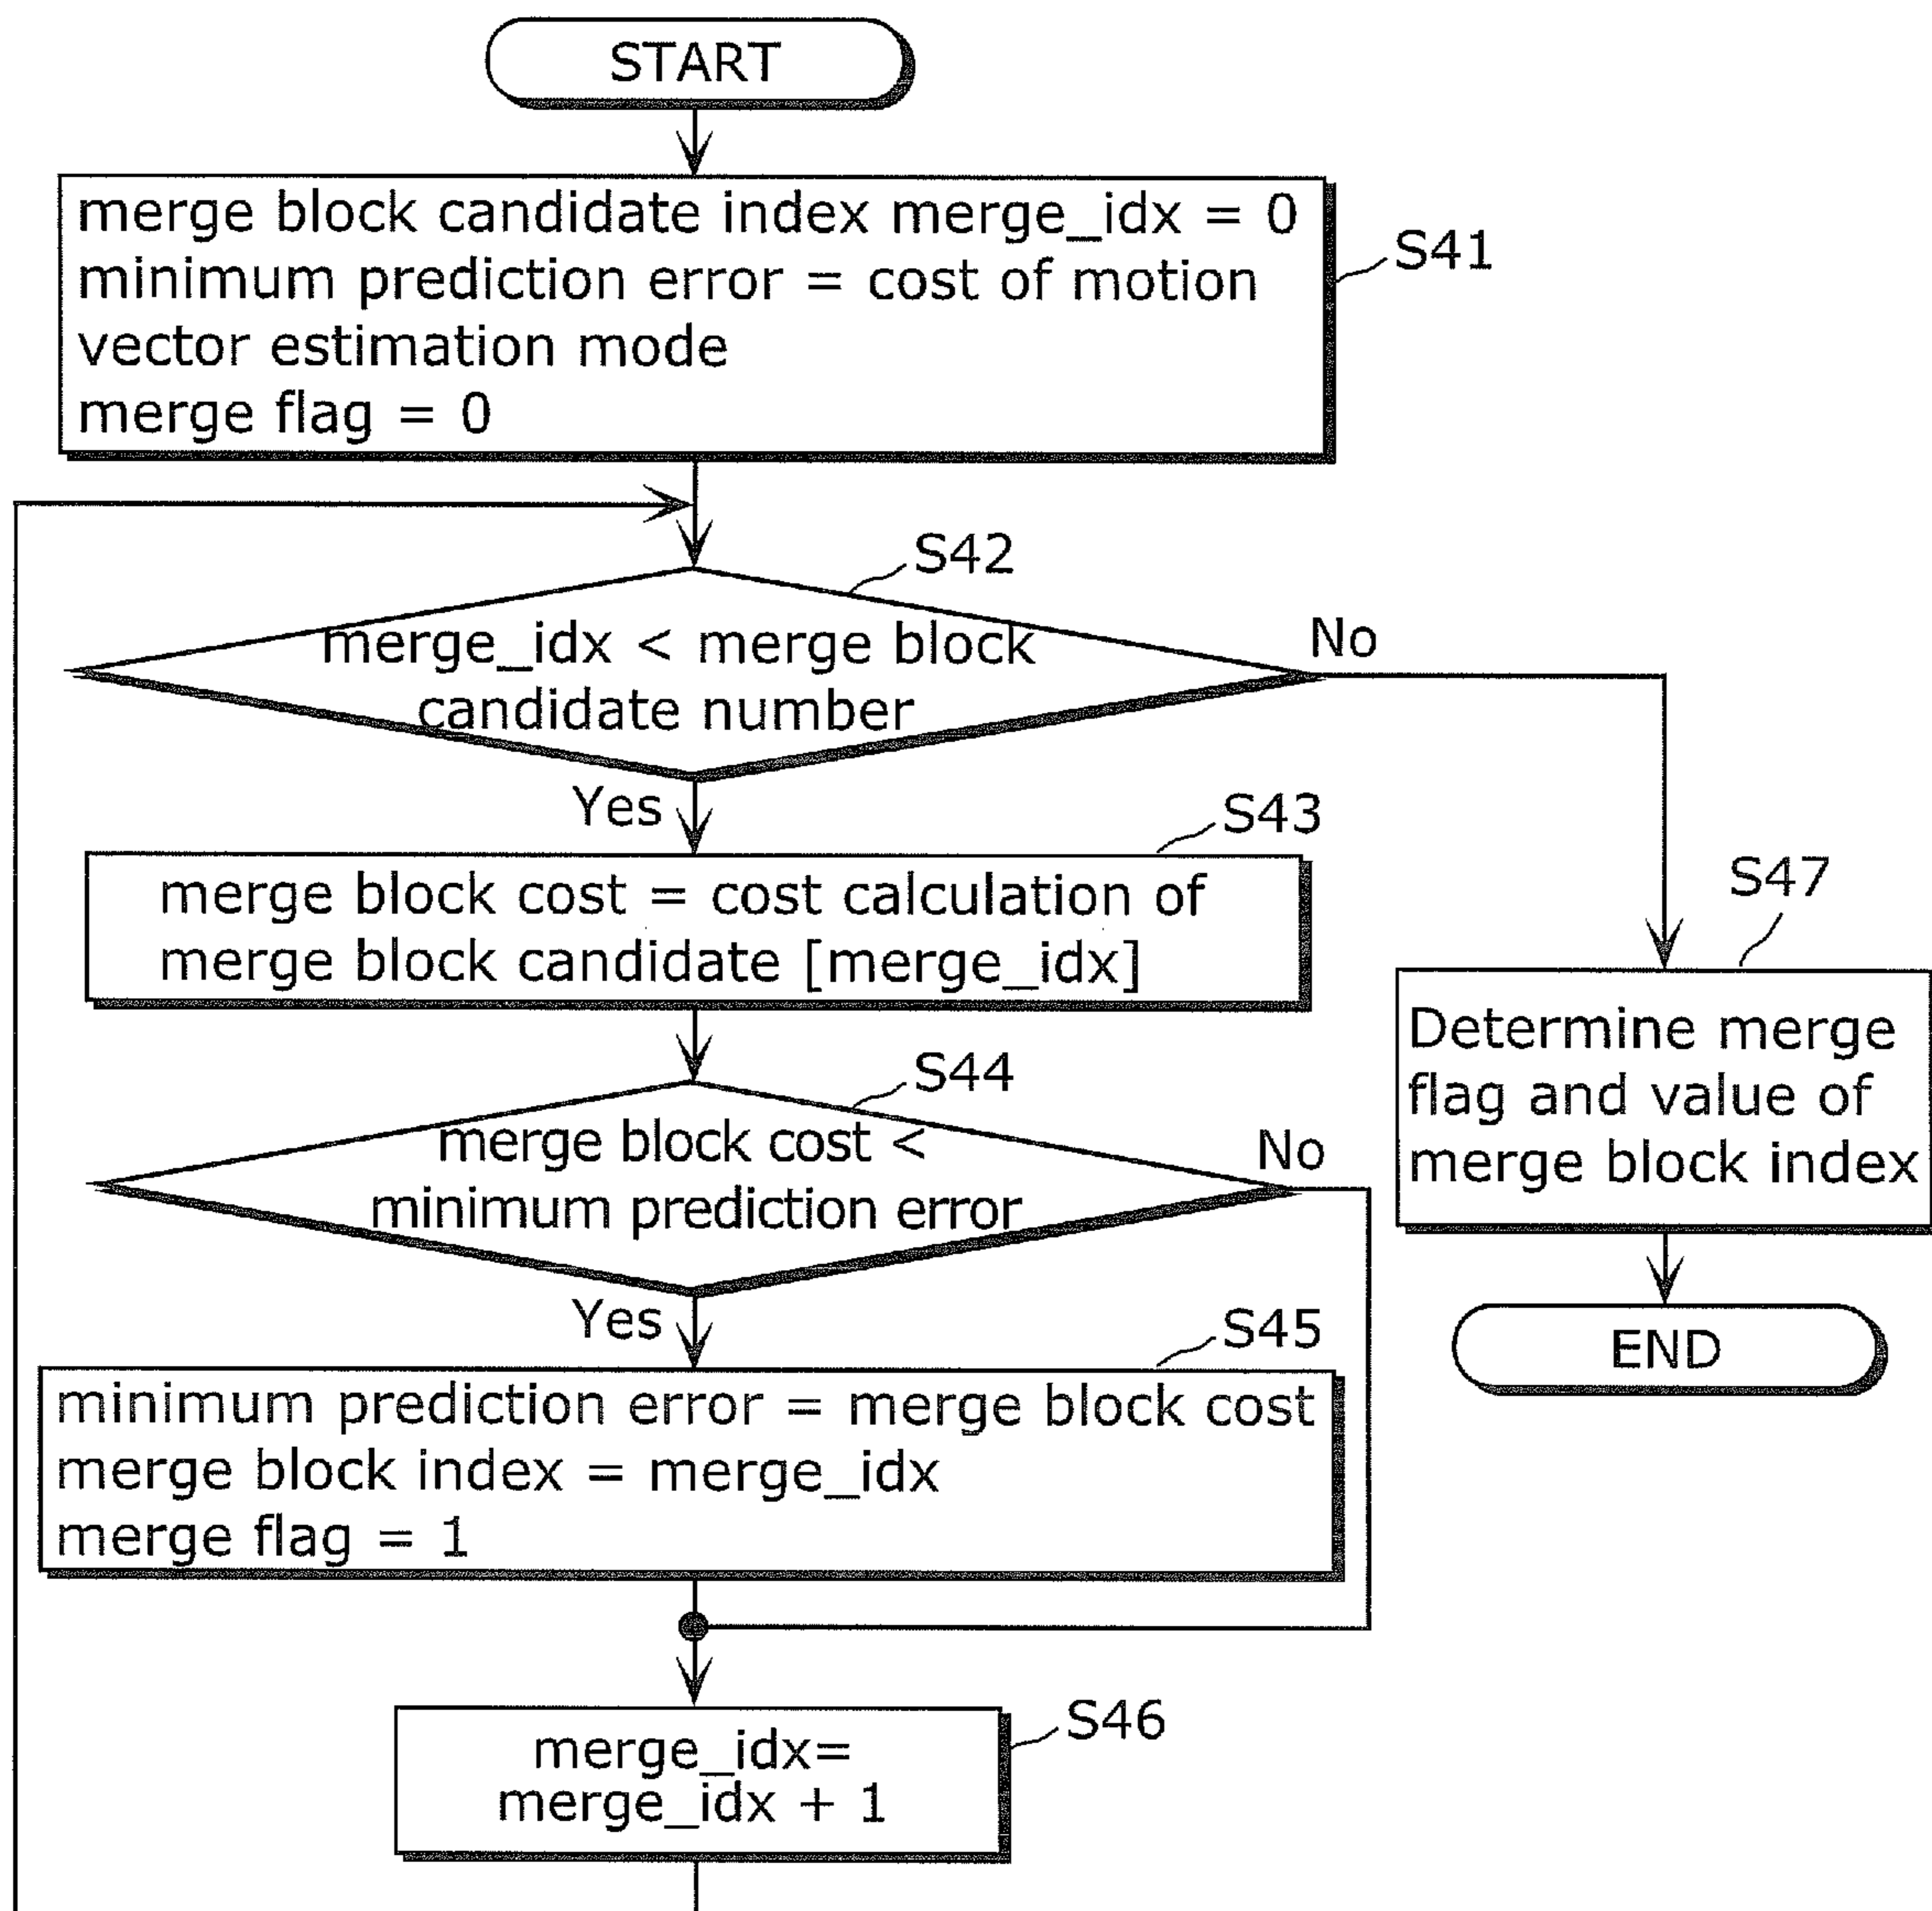 START
merge block candidate index merge_idx = 0
minimum prediction error = cost of motion
vector estimation mode
merge flag = 0
S41
S42
merge_idx < merge block
candidate number
No
Yes
S43
merge block cost = cost calculation of
merge block candidate [merge_idx]
S44
merge block cost <
minimum prediction error
No
Yes
S45
minimum prediction error = merge block cost
merge block index = merge_idx
merge flag = 1
S46
merge_idx=
merge_idx + 1
S47
Determine merge
flag and value of
merge block index
END